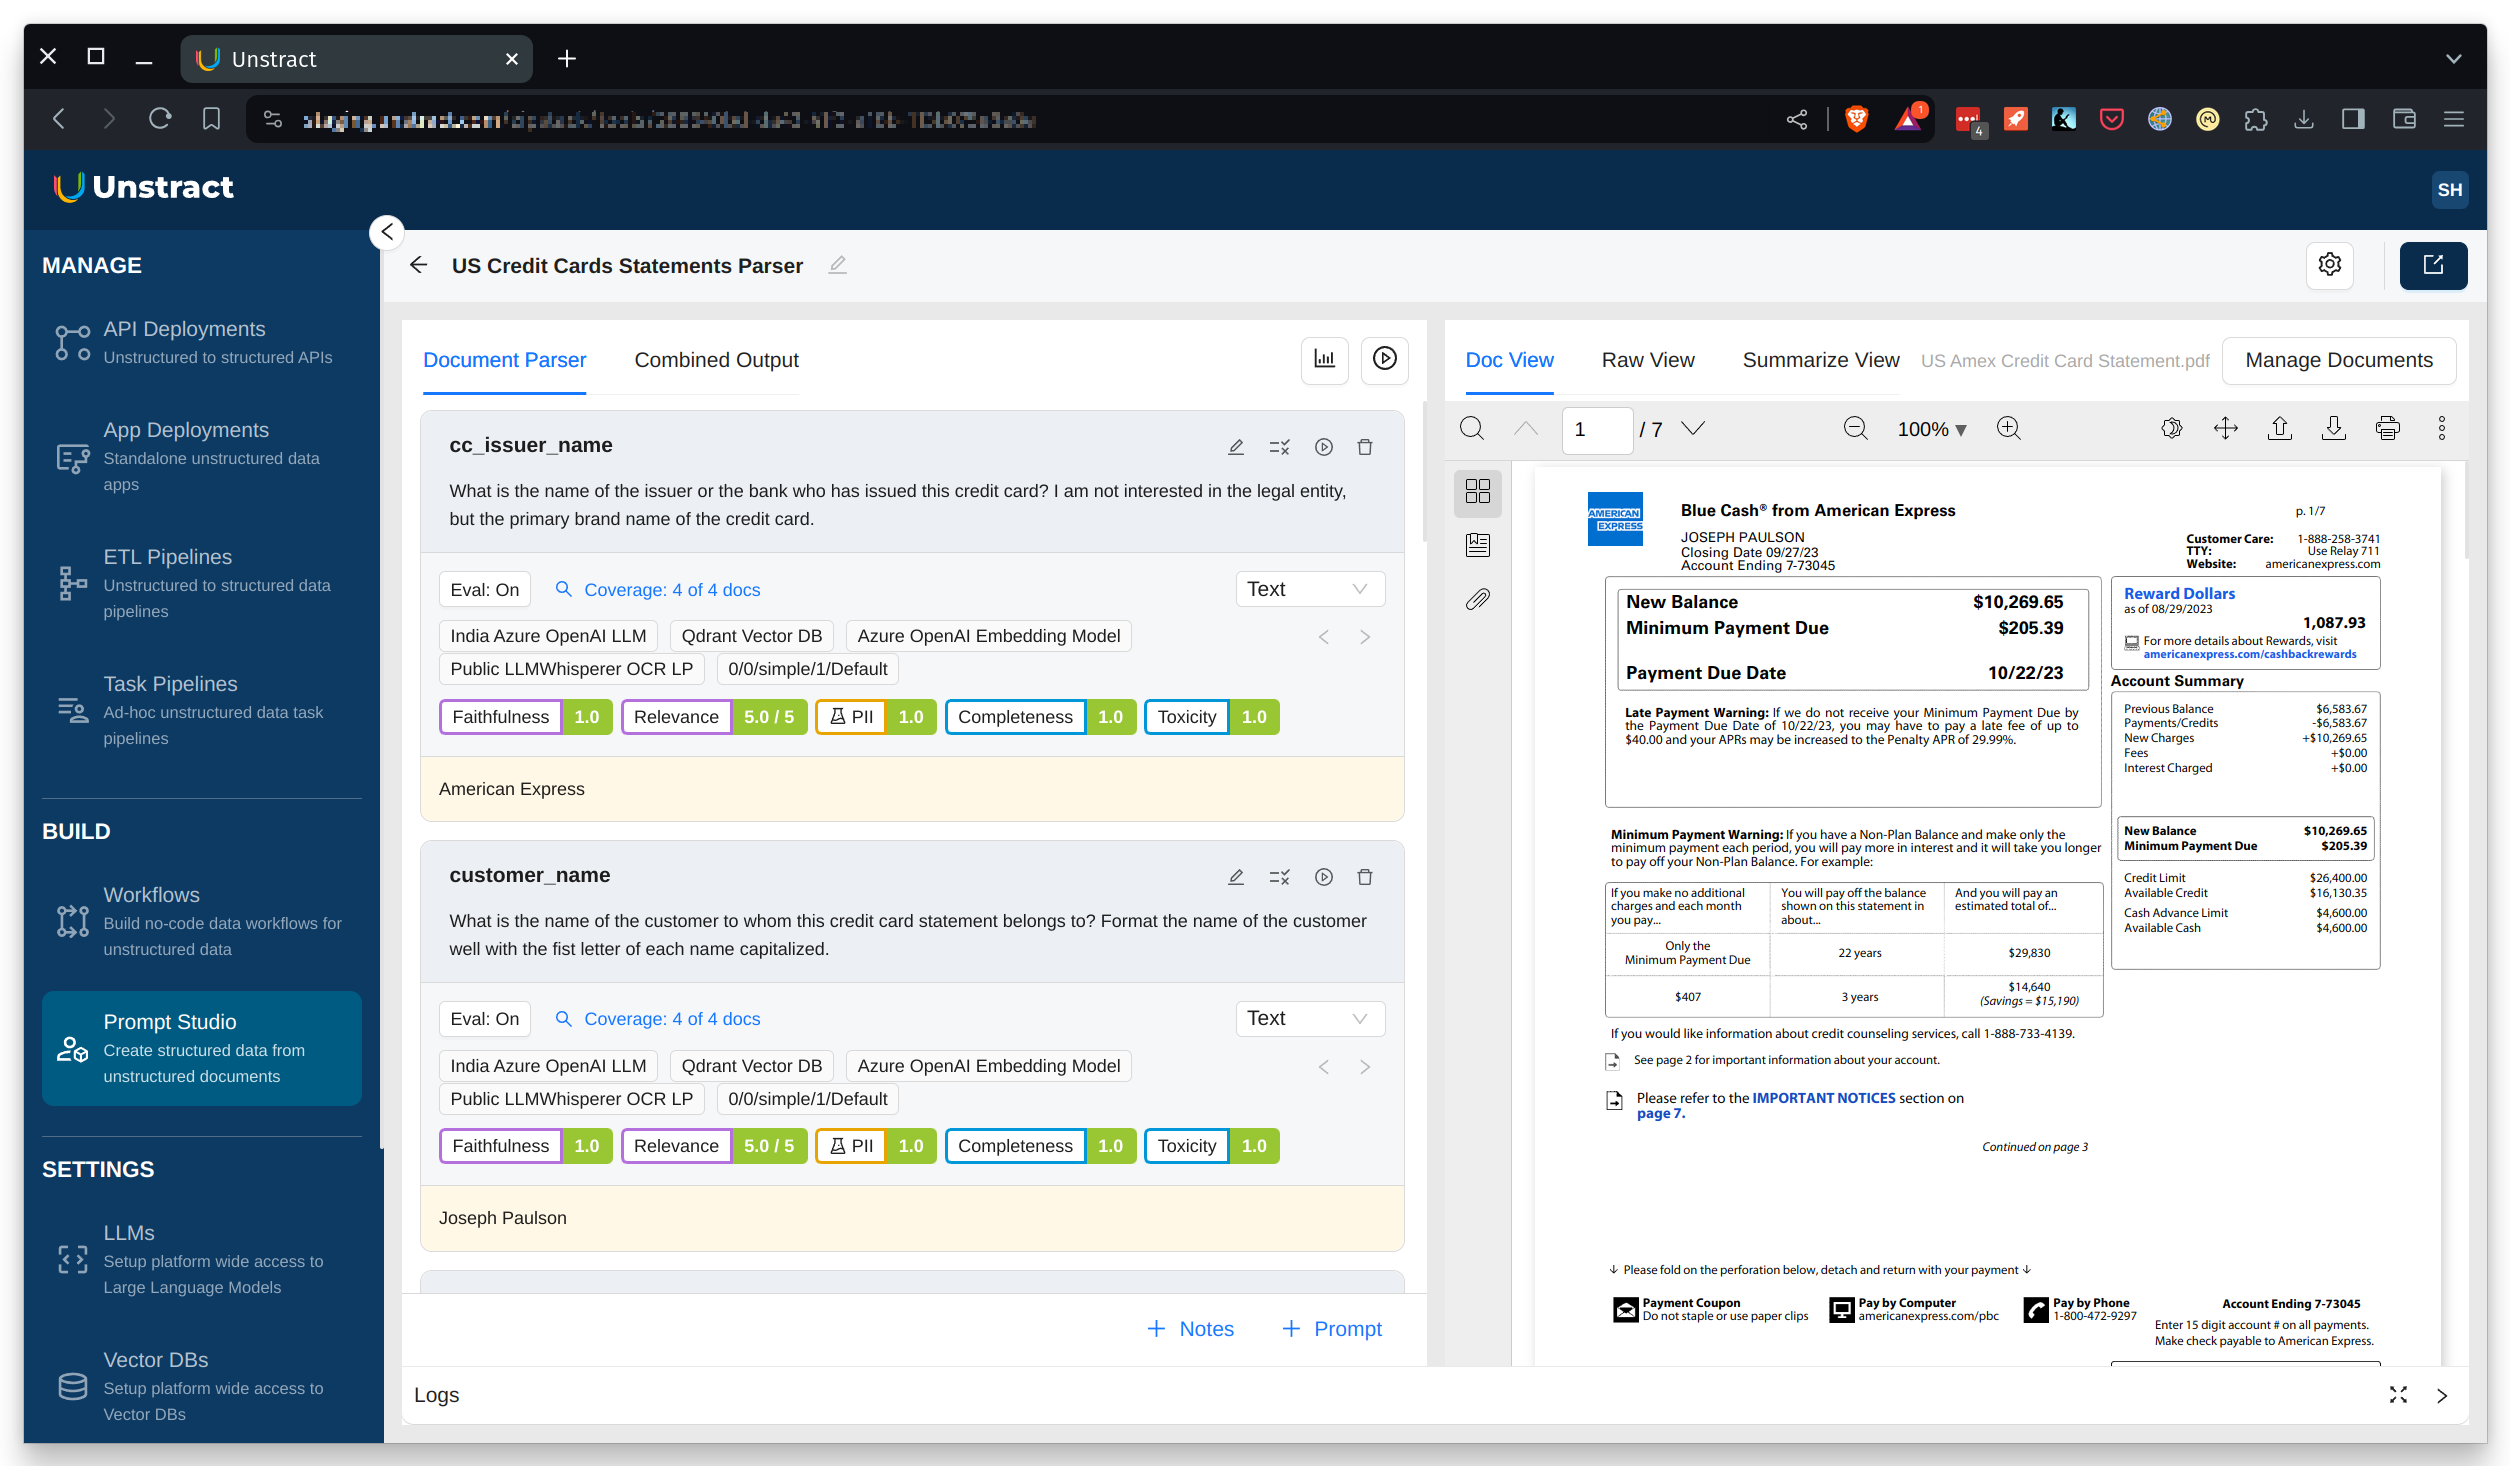 Unstract
1
4
Unstract
SH
MANAGE
API Deployments
Unstructured to structured APIs
App Deployments
Standalone unstructured data
apps
ETL Pipelines
Unstructured to structured data
pipelines
Task Pipelines
Ad-hoc unstructured data task
pipelines
BUILD
Workflows
Build no-code data workflows for
unstructured data
Prompt Studio
Create structured data from
unstructured documents
SETTINGS
LLMs
Setup platform wide access to
Large Language Models
Vector DBs
Setup platform wide access to
Vector DBs
US Credit Cards Statements Parser
Document Parser Combined Output
cc_issuer_name
What is the name of the issuer or the bank who has issued this credit card? I am not interested in the legal entity,
but the primary brand name of the credit card.
Eval: On Coverage: 4 of 4 docs Text
India Azure OpenAI LLM Qdrant Vector DB Azure OpenAI Embedding Model
Public LLMWhisperer OCR LP 0/0/simple/1/Default
Faithfulness 1.0 Relevance 5.0 / 5 PII 1.0 Completeness 1.0 Toxicity 1.0
American Express
customer_name
What is the name of the customer to whom this credit card statement belongs to? Format the name of the customer
well with the fist letter of each name capitalized.
Eval: On Coverage: 4 of 4 docs Text
India Azure OpenAI LLM Qdrant Vector DB Azure OpenAI Embedding Model
Public LLMWhisperer OCR LP 0/0/simple/1/Default
Faithfulness 1.0 Relevance 5.0 / 5 PII 1.0 Completeness 1.0 Toxicity 1.0
Joseph Paulson
+ Notes + Prompt
Logs
Doc View Raw View Summarize View US Amex Credit Card Statement.pdf Manage Documents
1 / 7 100%
AMERICAN
EXPRESS
Blue Cash® from American Express
p. 1/7
JOSEPH PAULSON
Closing Date 09/27/23
Account Ending 7-73045
Customer Care: 1-888-258-3741
TTY: Use Relay 711
Website: americanexpress.com
New Balance $10,269.65
Minimum Payment Due $205.39
Payment Due Date 10/22/23
Late Payment Warning: If we do not receive your Minimum Payment Due by
the Payment Due Date of 10/22/23, you may have to pay a late fee of up to
$40.00 and your APRs may be increased to the Penalty APR of 29.99%.
Reward Dollars
as of 08/29/2023
1,087.93
For more details about Rewards, visit
americanexpress.com/cashbackrewards
Account Summary
Previous Balance $6,583.67
Payments/Credits -$6,583.67
New Charges +$10,269.65
Fees +$0.00
Interest Charged +$0.00
New Balance $10,269.65
Minimum Payment Due $205.39
Credit Limit $26,400.00
Available Credit $16,130.35
Cash Advance Limit $4,600.00
Available Cash $4,600.00
Minimum Payment Warning: If you have a Non-Plan Balance and make only the
minimum payment each period, you will pay more in interest and it will take you longer
to pay off your Non-Plan Balance. For example:
If you make no additional
charges and each month
you pay...
You will pay off the balance
shown on this statement in
about...
And you will pay an
estimated total of...
Only the
Minimum Payment Due
22 years
$29,830
$407
3 years
$14,640
(Savings = $15,190)
If you would like information about credit counseling services, call 1-888-733-4139.
See page 2 for important information about your account.
Please refer to the IMPORTANT NOTICES section on
page 7.
Continued on page 3
↓ Please fold on the perforation below, detach and return with your payment ↓
Payment Coupon
Do not staple or use paper clips
Pay by Computer
americanexpress.com/pbc
Pay by Phone
1-800-472-9297
Account Ending 7-73045
Enter 15 digit account # on all payments.
Make check payable to American Express.